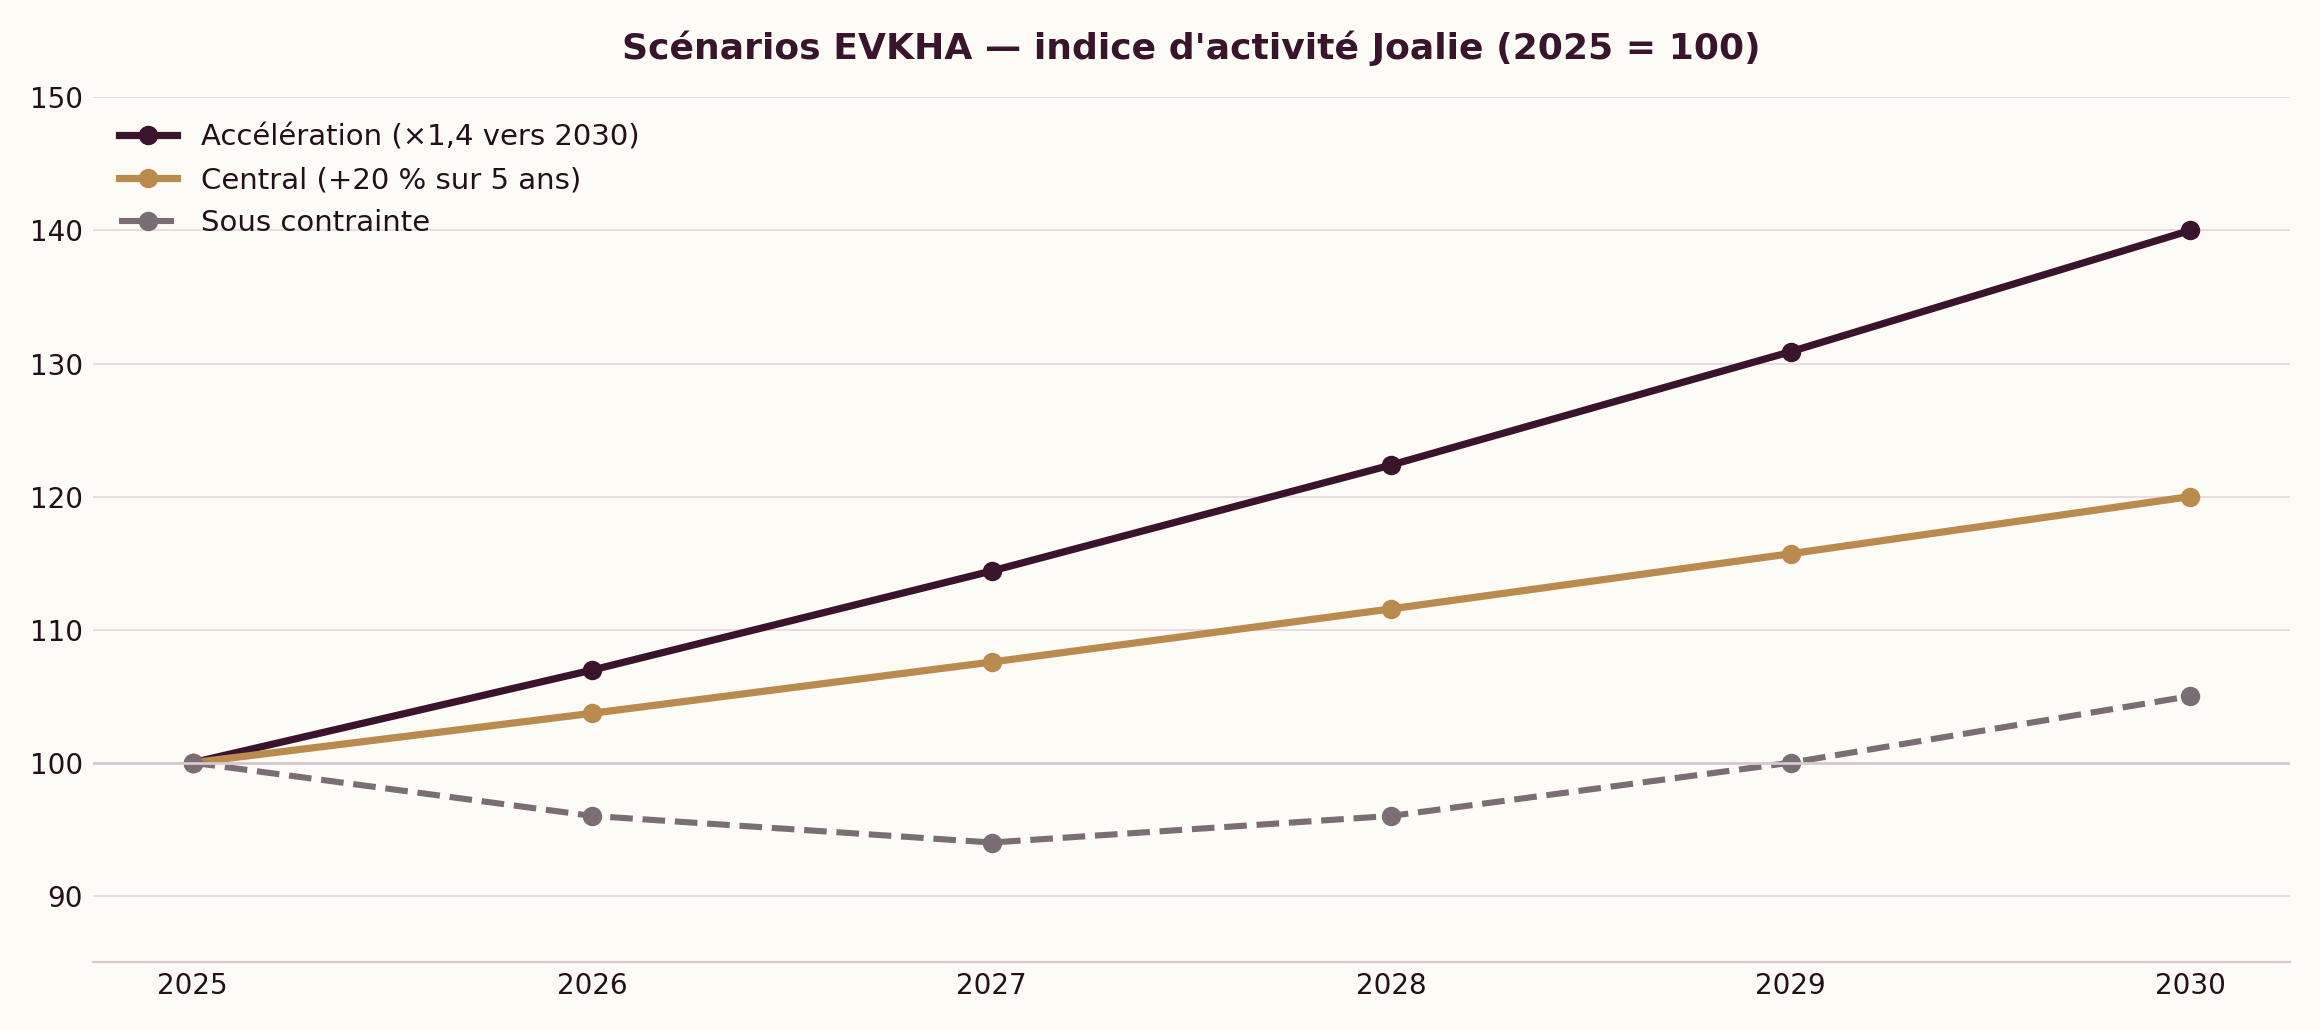 Scénarios EVKHA — indice d'activité Joalie (2025 = 100)
150
Accélération (×1,4 vers 2030)
Central (+20 % sur 5 ans)
Sous contrainte
140
130
120
110
100
90
2025 2026 2027 2028 2029 2030